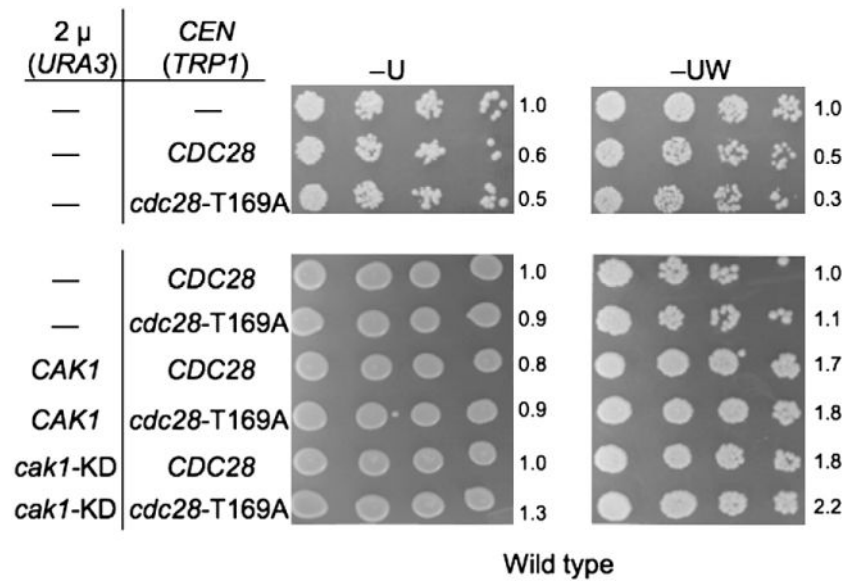 2 µ CEN
(URA3) (TRP1) –U –UW
— — 1.0 1.0
— CDC28 0.6 0.5
— cdc28-T169A 0.5 0.3
— CDC28 1.0 1.0
— cdc28-T169A 0.9 1.1
CAK1 CDC28 0.8 1.7
CAK1 cdc28-T169A 0.9 1.8
cak1-KD CDC28 1.0 1.8
cak1-KD cdc28-T169A 1.3 2.2
Wild type